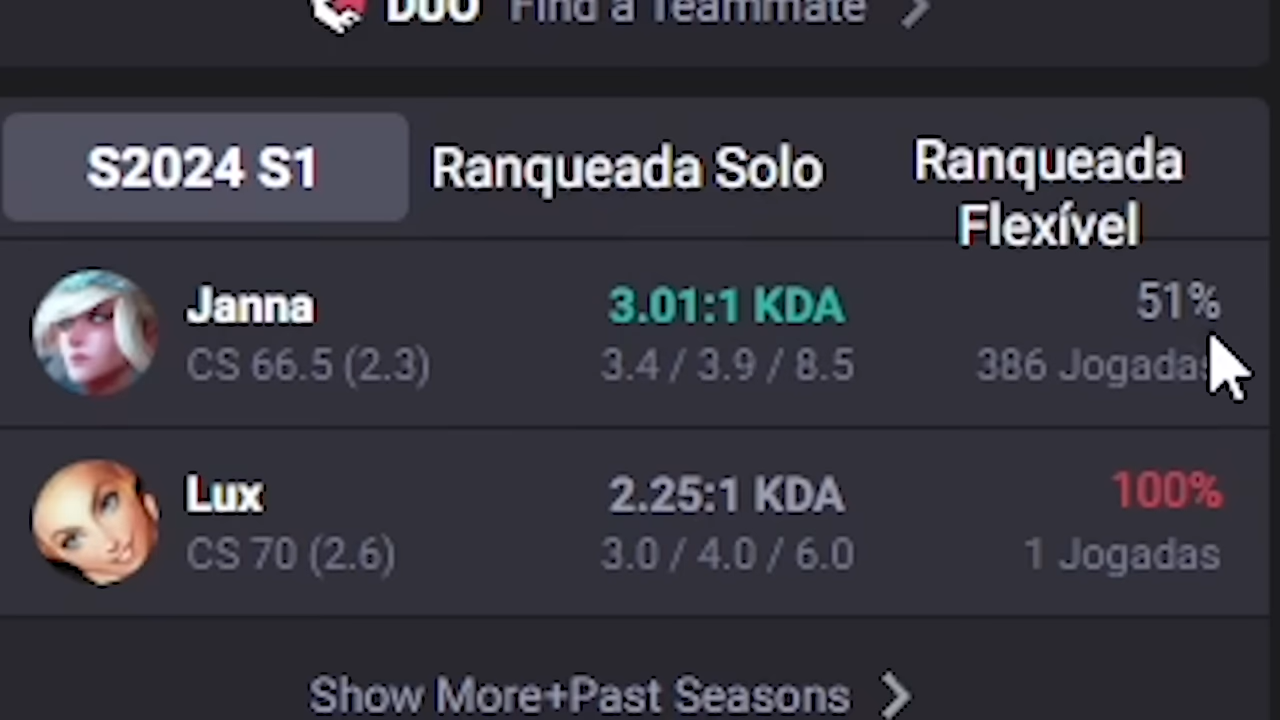 DUO Find a Teammate
S2024 S1 Ranqueada Solo Ranqueada
Flexível
Janna 3.01:1 KDA 51%
CS 66.5 (2.3) 3.4 / 3.9 / 8.5 386 Jogadas
Lux 2.25:1 KDA 100%
CS 70 (2.6) 3.0 / 4.0 / 6.0 1 Jogadas
Show More+Past Seasons